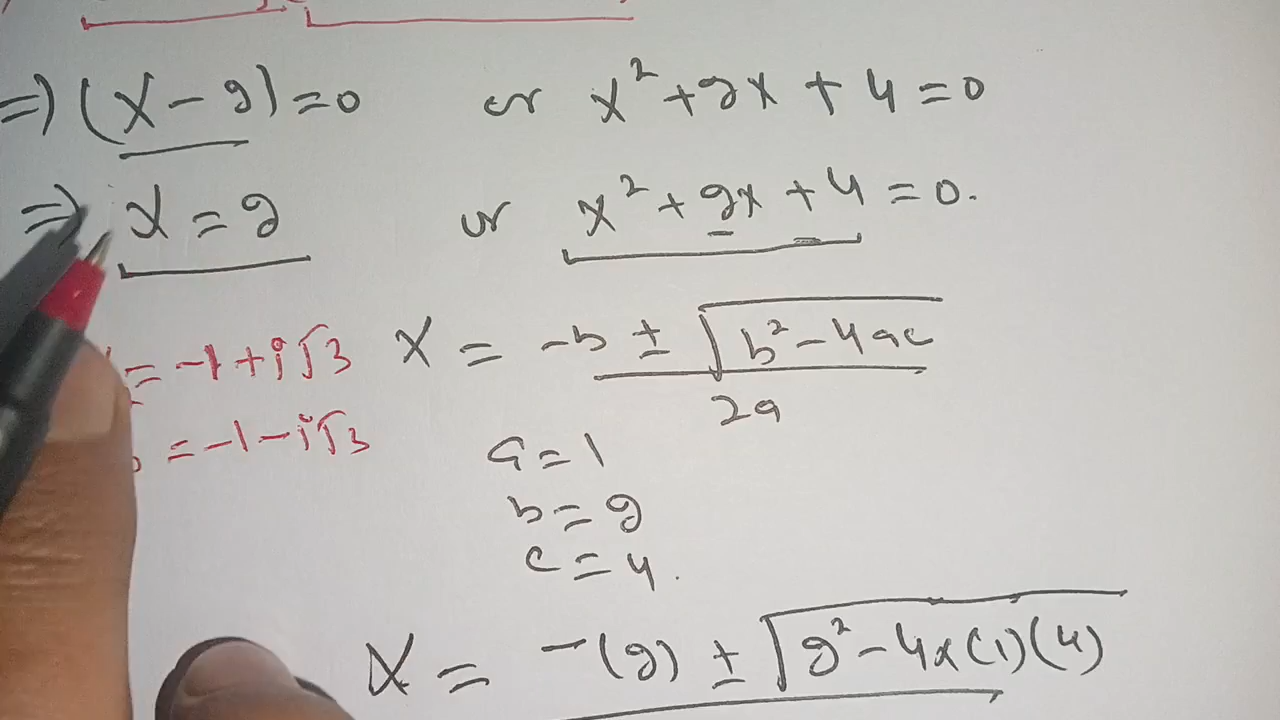 ⇒ (x - 2) = 0 or x² + 2x + 4 = 0
⇒ x = 2 or x² + 2x + 4 = 0.
= -1 + i√3
x = -b ± √(b² - 4ac) / 2a
= -1 - i√3
a = 1
b = 2
c = 4.
x = -(2) ± √(2² - 4x(1)(4))